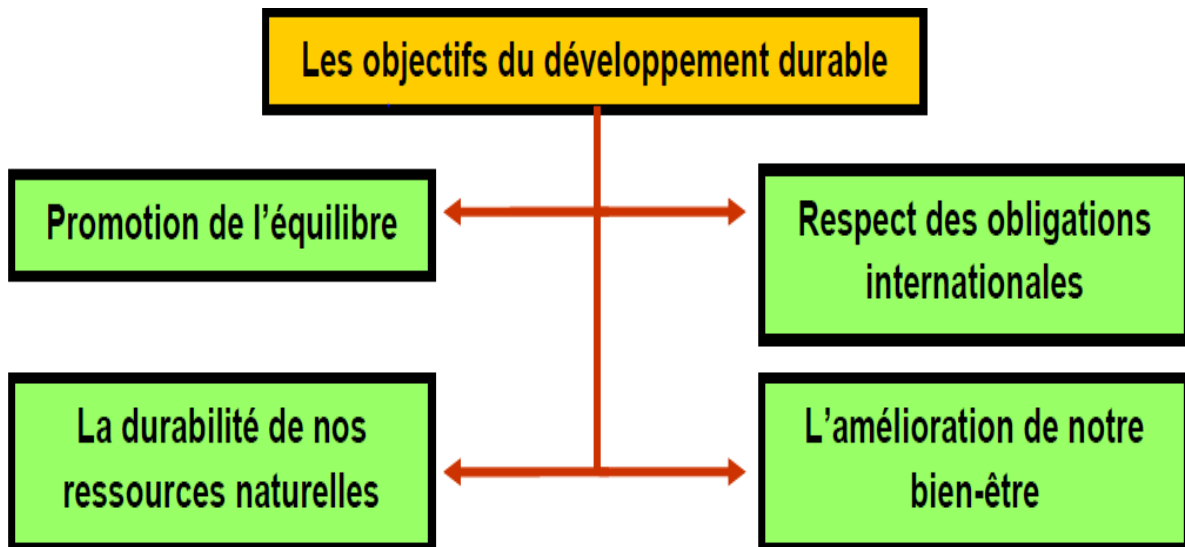 Les objectifs du développement durable
Promotion de l'équilibre
Respect des obligations
internationales
La durabilité de nos
ressources naturelles
L'amélioration de notre
bien-être